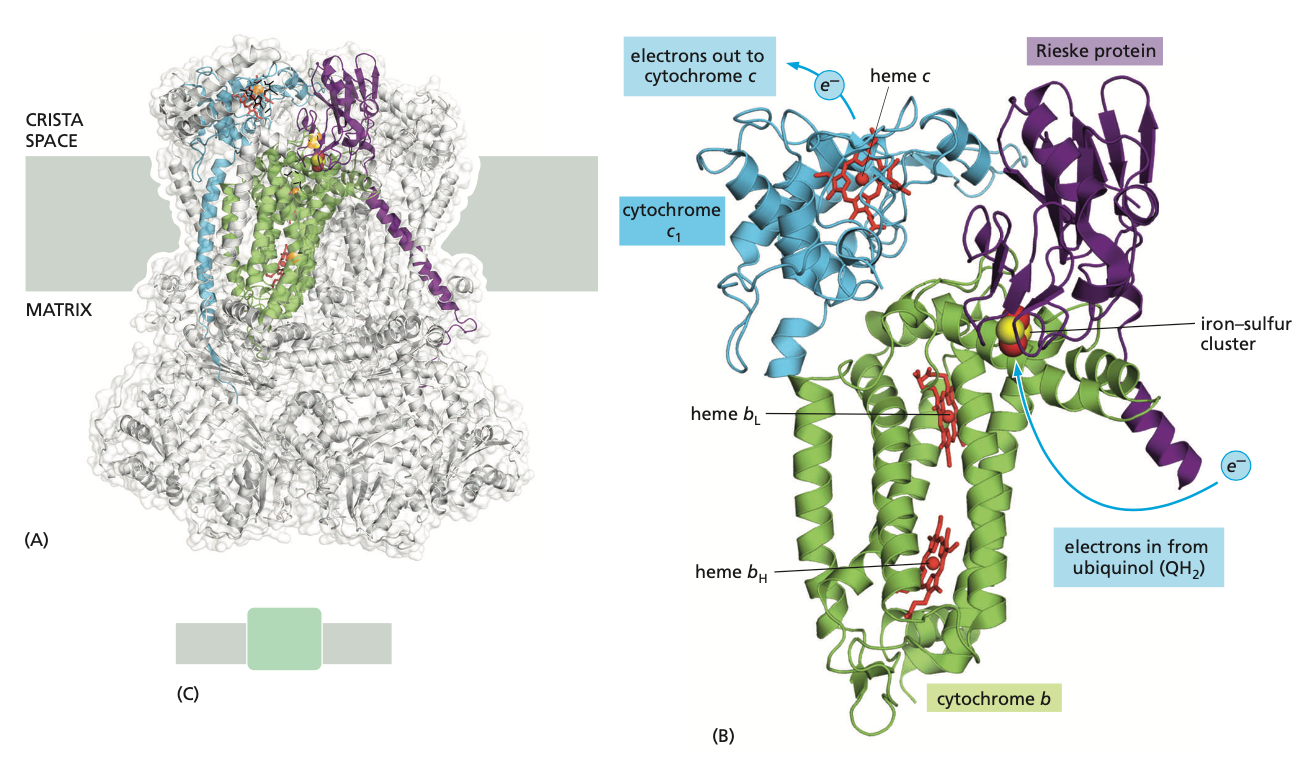 CRISTA
SPACE
MATRIX
(A)
(C)
electrons out to
cytochrome c
e–
heme c
Rieske protein
cytochrome
c1
iron–sulfur
cluster
heme bL
e–
electrons in from
ubiquinol (QH2)
heme bH
cytochrome b
(B)